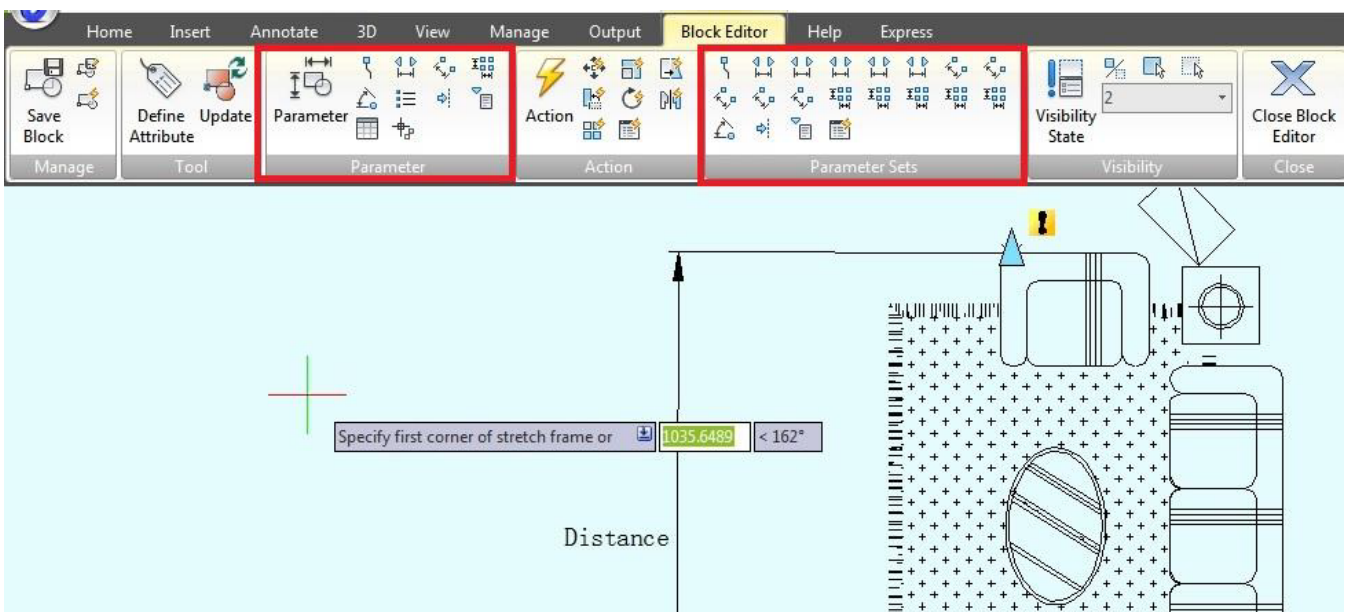 Home Insert Annotate 3D View Manage Output Block Editor Help Express
Save Block
Define Attribute
Update
Parameter
Action
2
Visibility State
Close Block Editor
Manage Tool Parameter Action Parameter Sets Visibility Close
Specify first corner of stretch frame or 1035.6489 < 162°
Distance